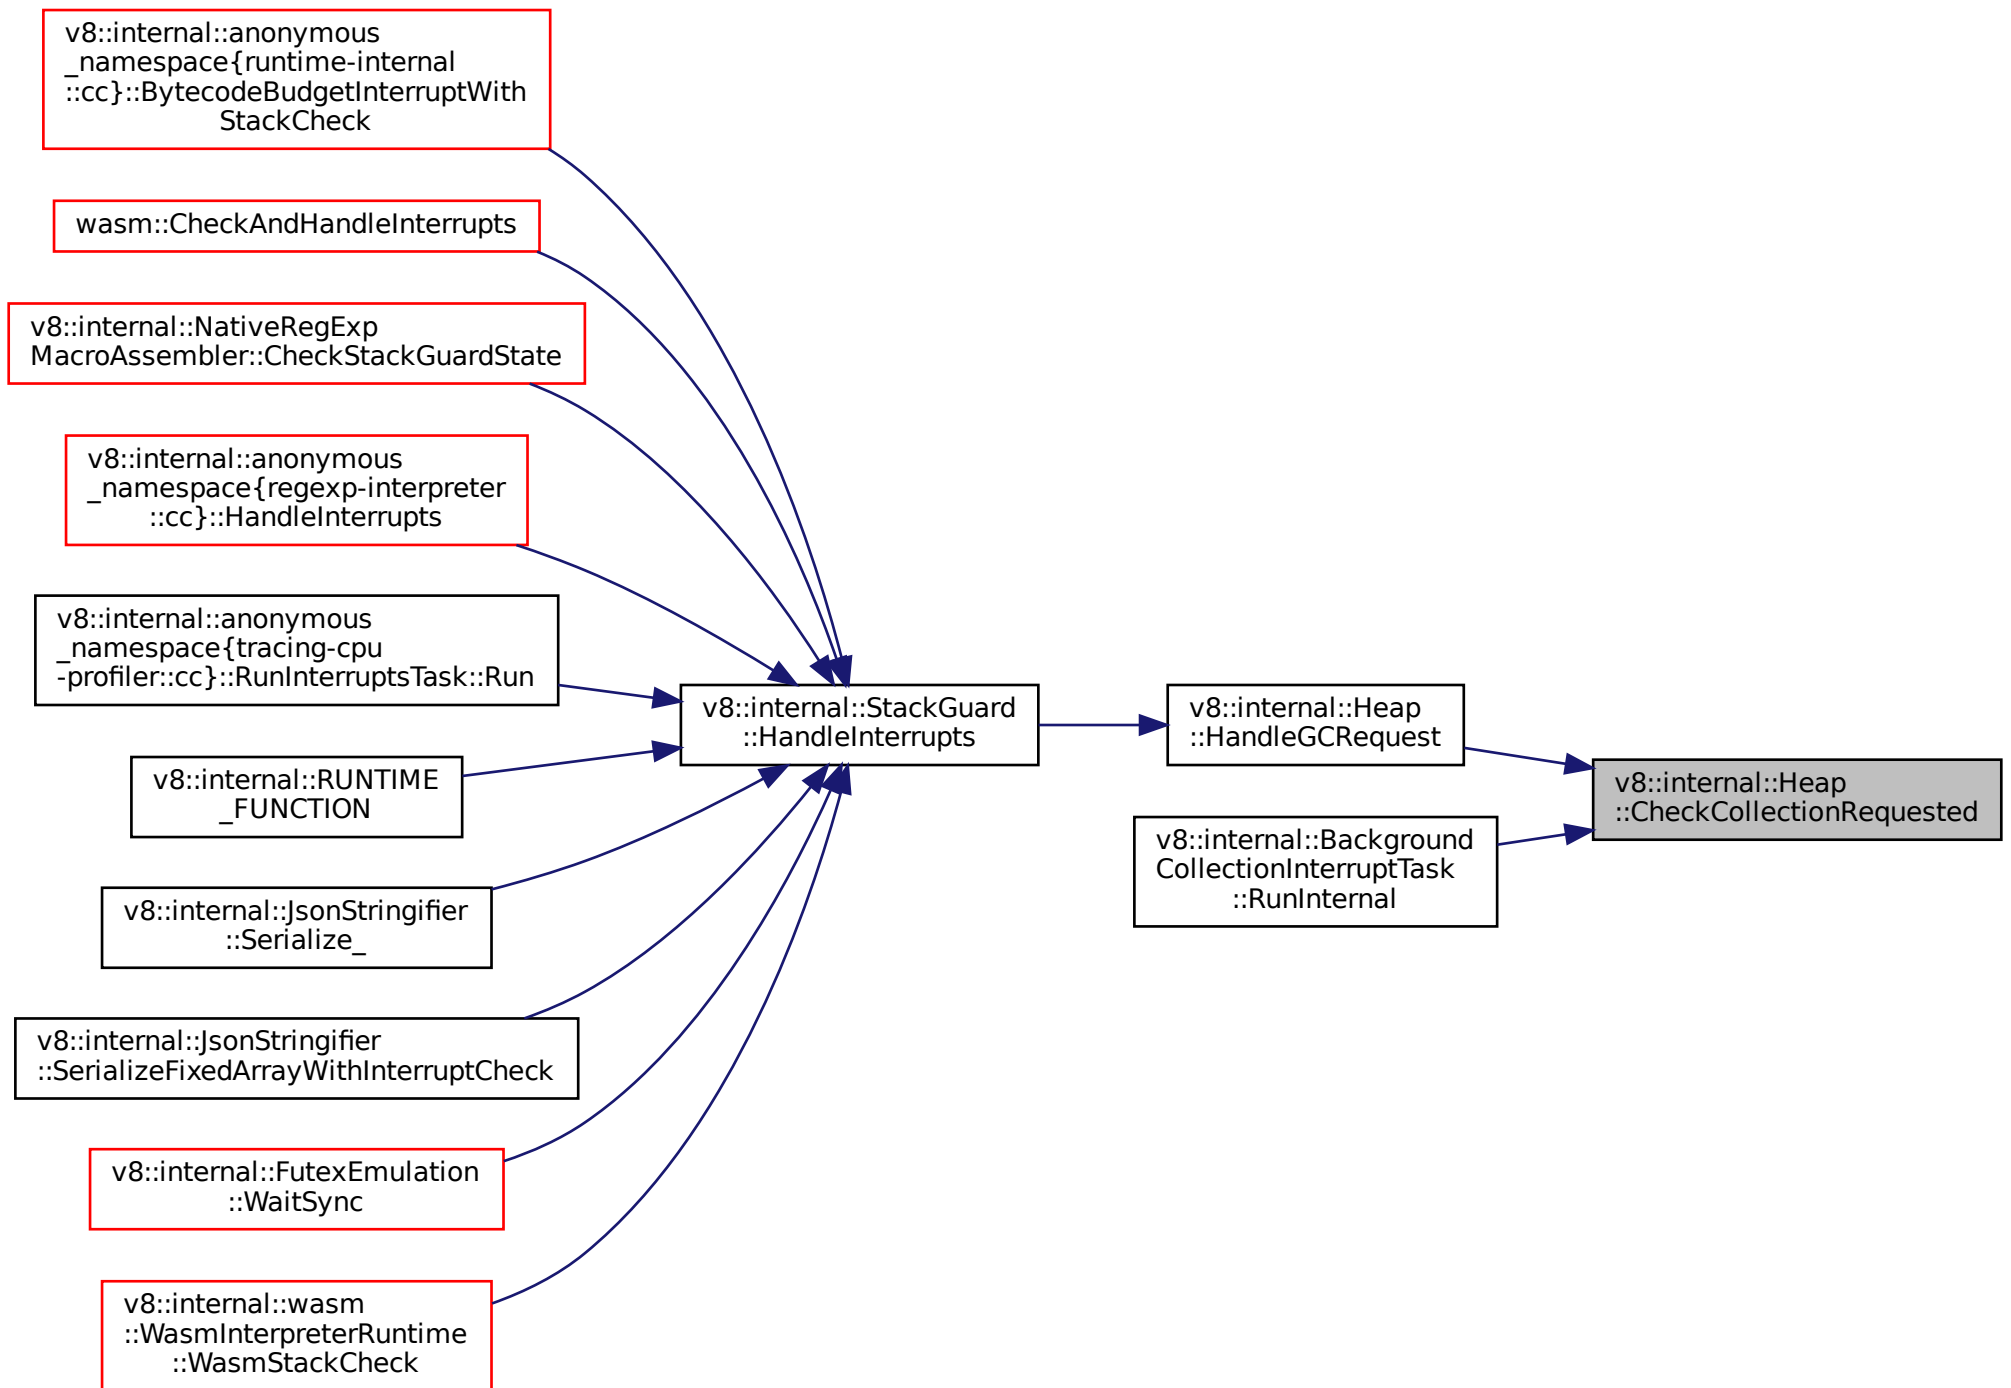 v8::internal::anonymous
_namespace{runtime-internal
::cc}::BytecodeBudgetInterruptWith
StackCheck
wasm::CheckAndHandleInterrupts
v8::internal::NativeRegExp
MacroAssembler::CheckStackGuardState
v8::internal::anonymous
_namespace{regexp-interpreter
::cc}::HandleInterrupts
v8::internal::anonymous
_namespace{tracing-cpu
-profiler::cc}::RunInterruptsTask::Run
v8::internal::RUNTIME
_FUNCTION
v8::internal::JsonStringifier
::Serialize_
v8::internal::JsonStringifier
::SerializeFixedArrayWithInterruptCheck
v8::internal::FutexEmulation
::WaitSync
v8::internal::wasm
::WasmInterpreterRuntime
::WasmStackCheck
v8::internal::StackGuard
::HandleInterrupts
v8::internal::Heap
::HandleGCRequest
v8::internal::Background
CollectionInterruptTask
::RunInternal
v8::internal::Heap
::CheckCollectionRequested